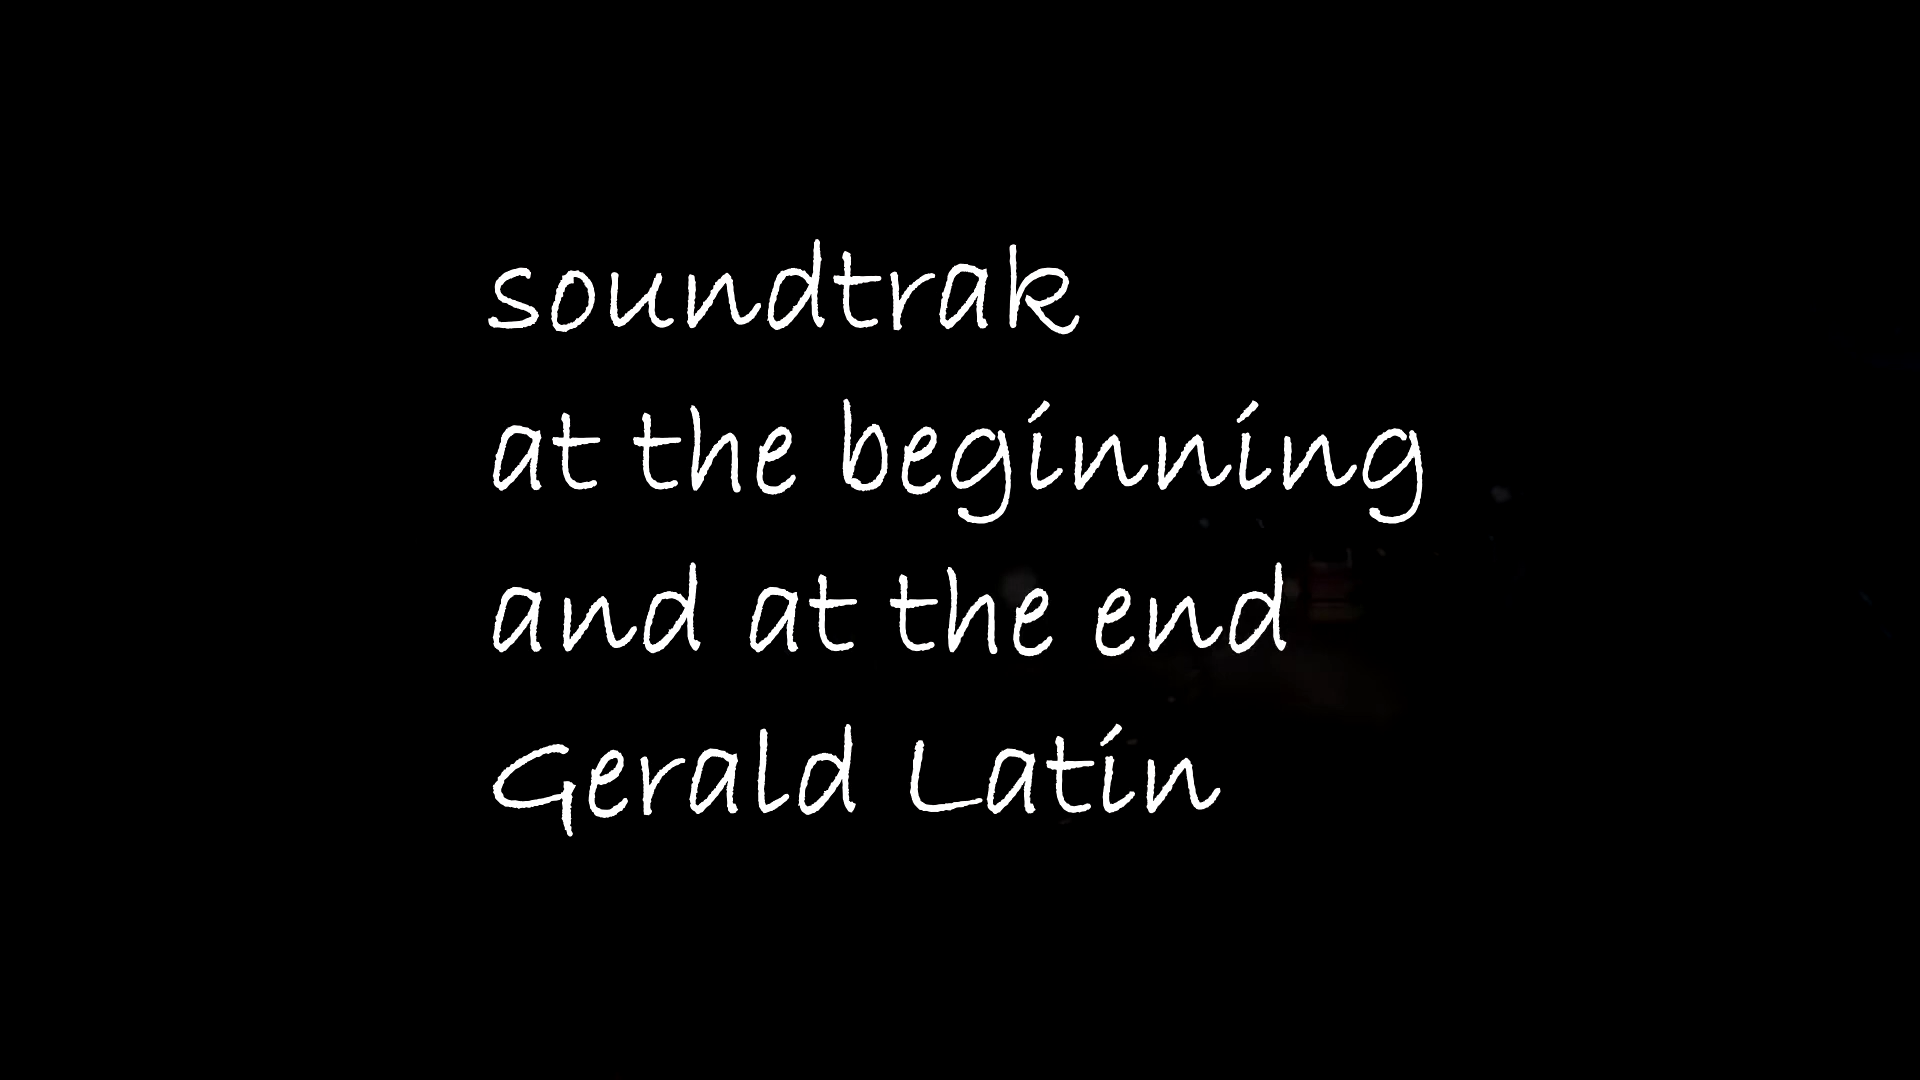 soundtrak
at the beginning
and at the end
Gerald Latin